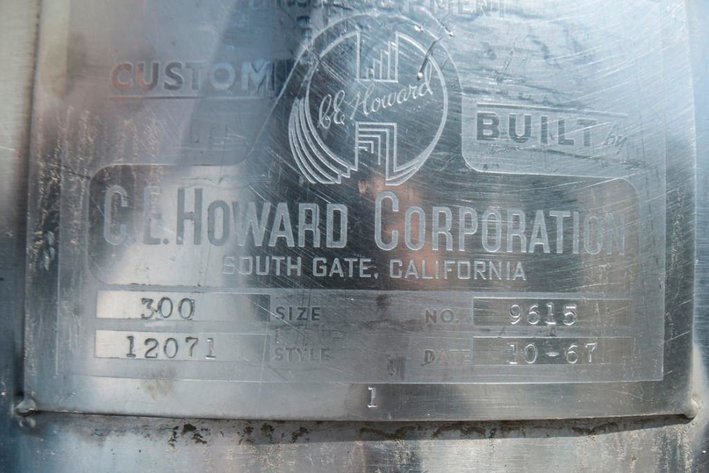 CUSTOM
C.E. Howard
BUILT by
C.E. HOWARD CORPORATION
SOUTH GATE, CALIFORNIA
300 SIZE NO. 9615
12071 STYLE DATE 10-67
1